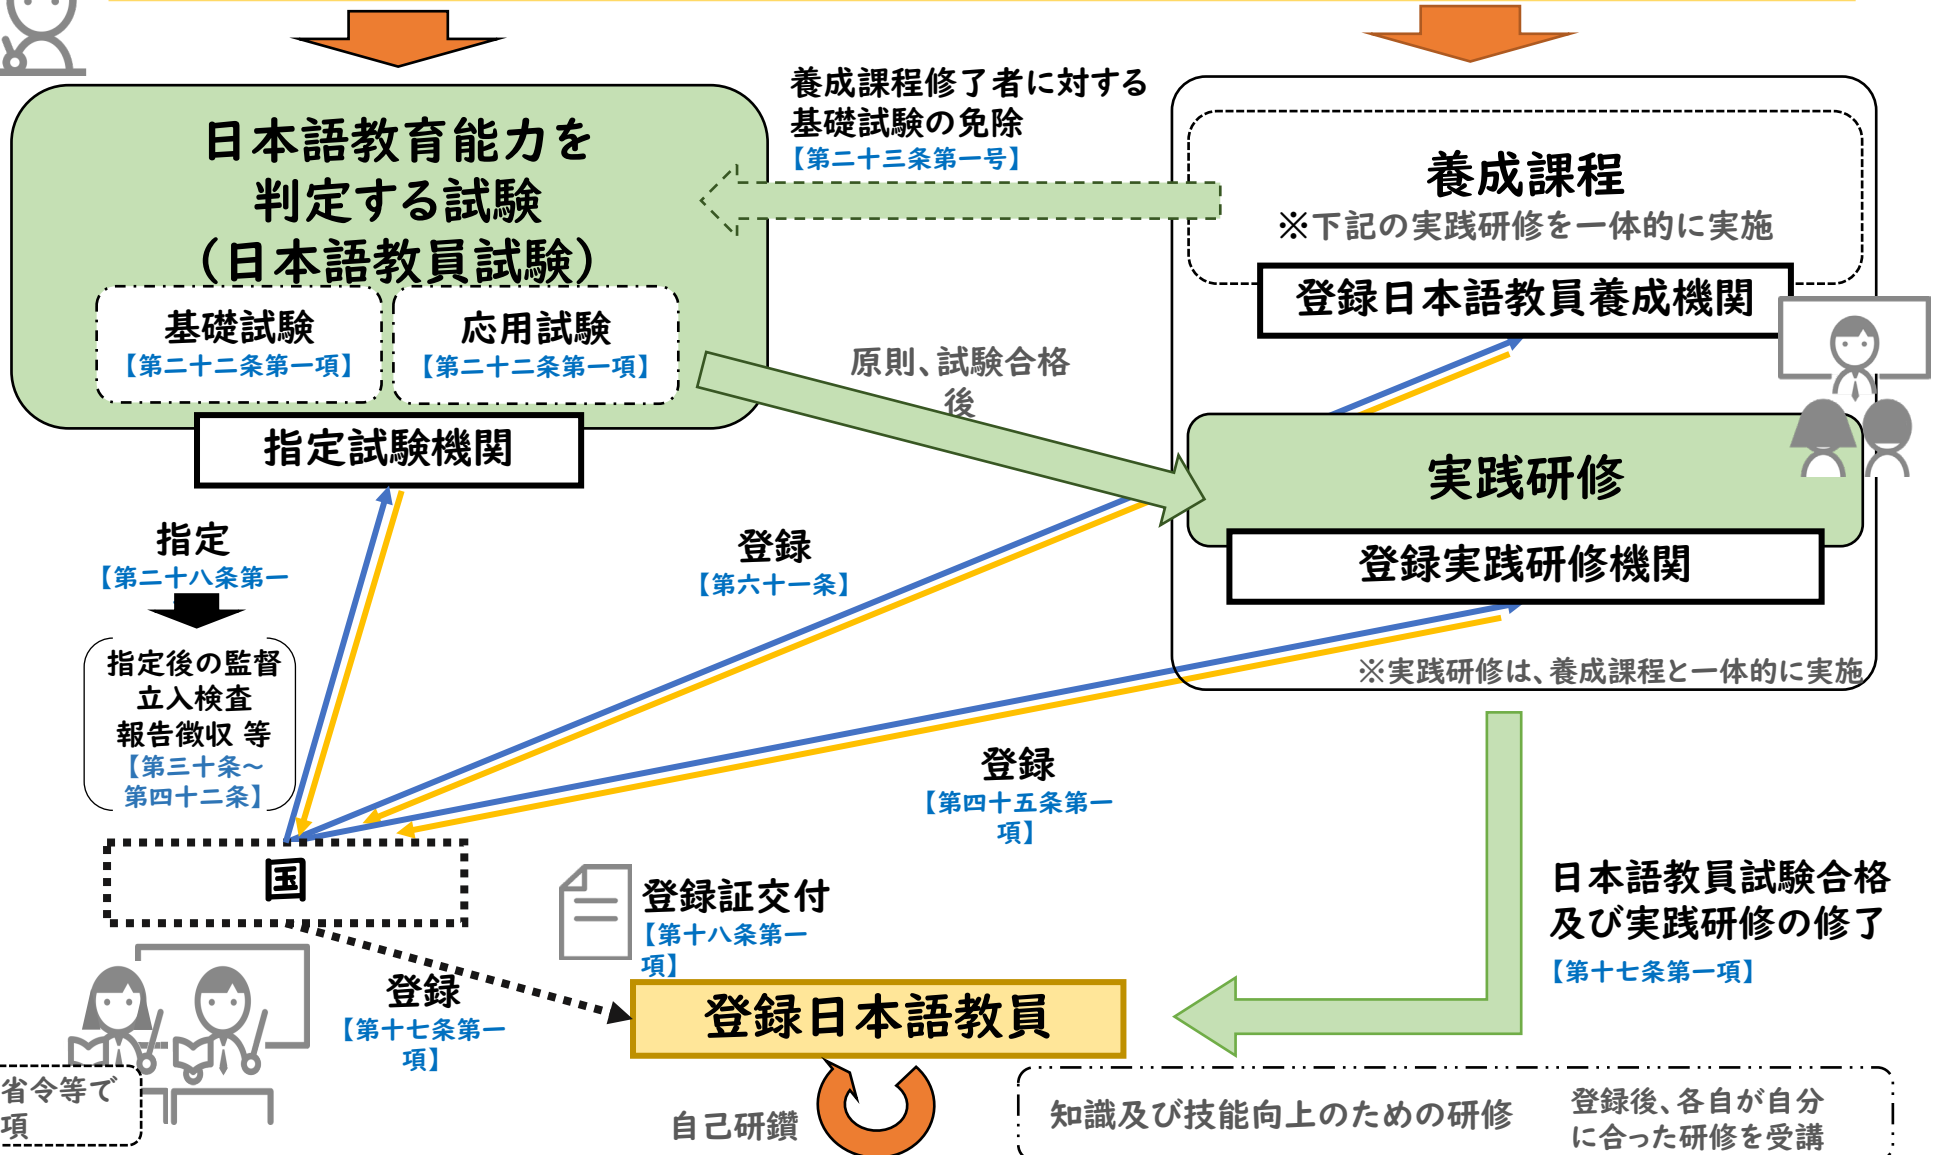 養成課程修了者に対する
基礎試験の免除
【第二十三条第一号】
日本語教育能力を
判定する試験
（日本語教員試験）
基礎試験
【第二十二条第一項】
応用試験
【第二十二条第一項】
指定試験機関
養成課程
※下記の実践研修を一体的に実施
登録日本語教員養成機関
原則、試験合格
後
実践研修
登録実践研修機関
※実践研修は、養成課程と一体的に実施
指定
【第二十八条第一
指定後の監督
立入検査
報告徴収 等
【第三十条～
第四十二条】
登録
【第六十一条】
登録
【第四十五条第一
項】
国
登録証交付
【第十八条第一
項】
登録
【第十七条第一
項】
登録日本語教員
日本語教員試験合格
及び実践研修の修了
【第十七条第一項】
省令等で
項
自己研鑽
知識及び技能向上のための研修
登録後、各自が自分
に合った研修を受講